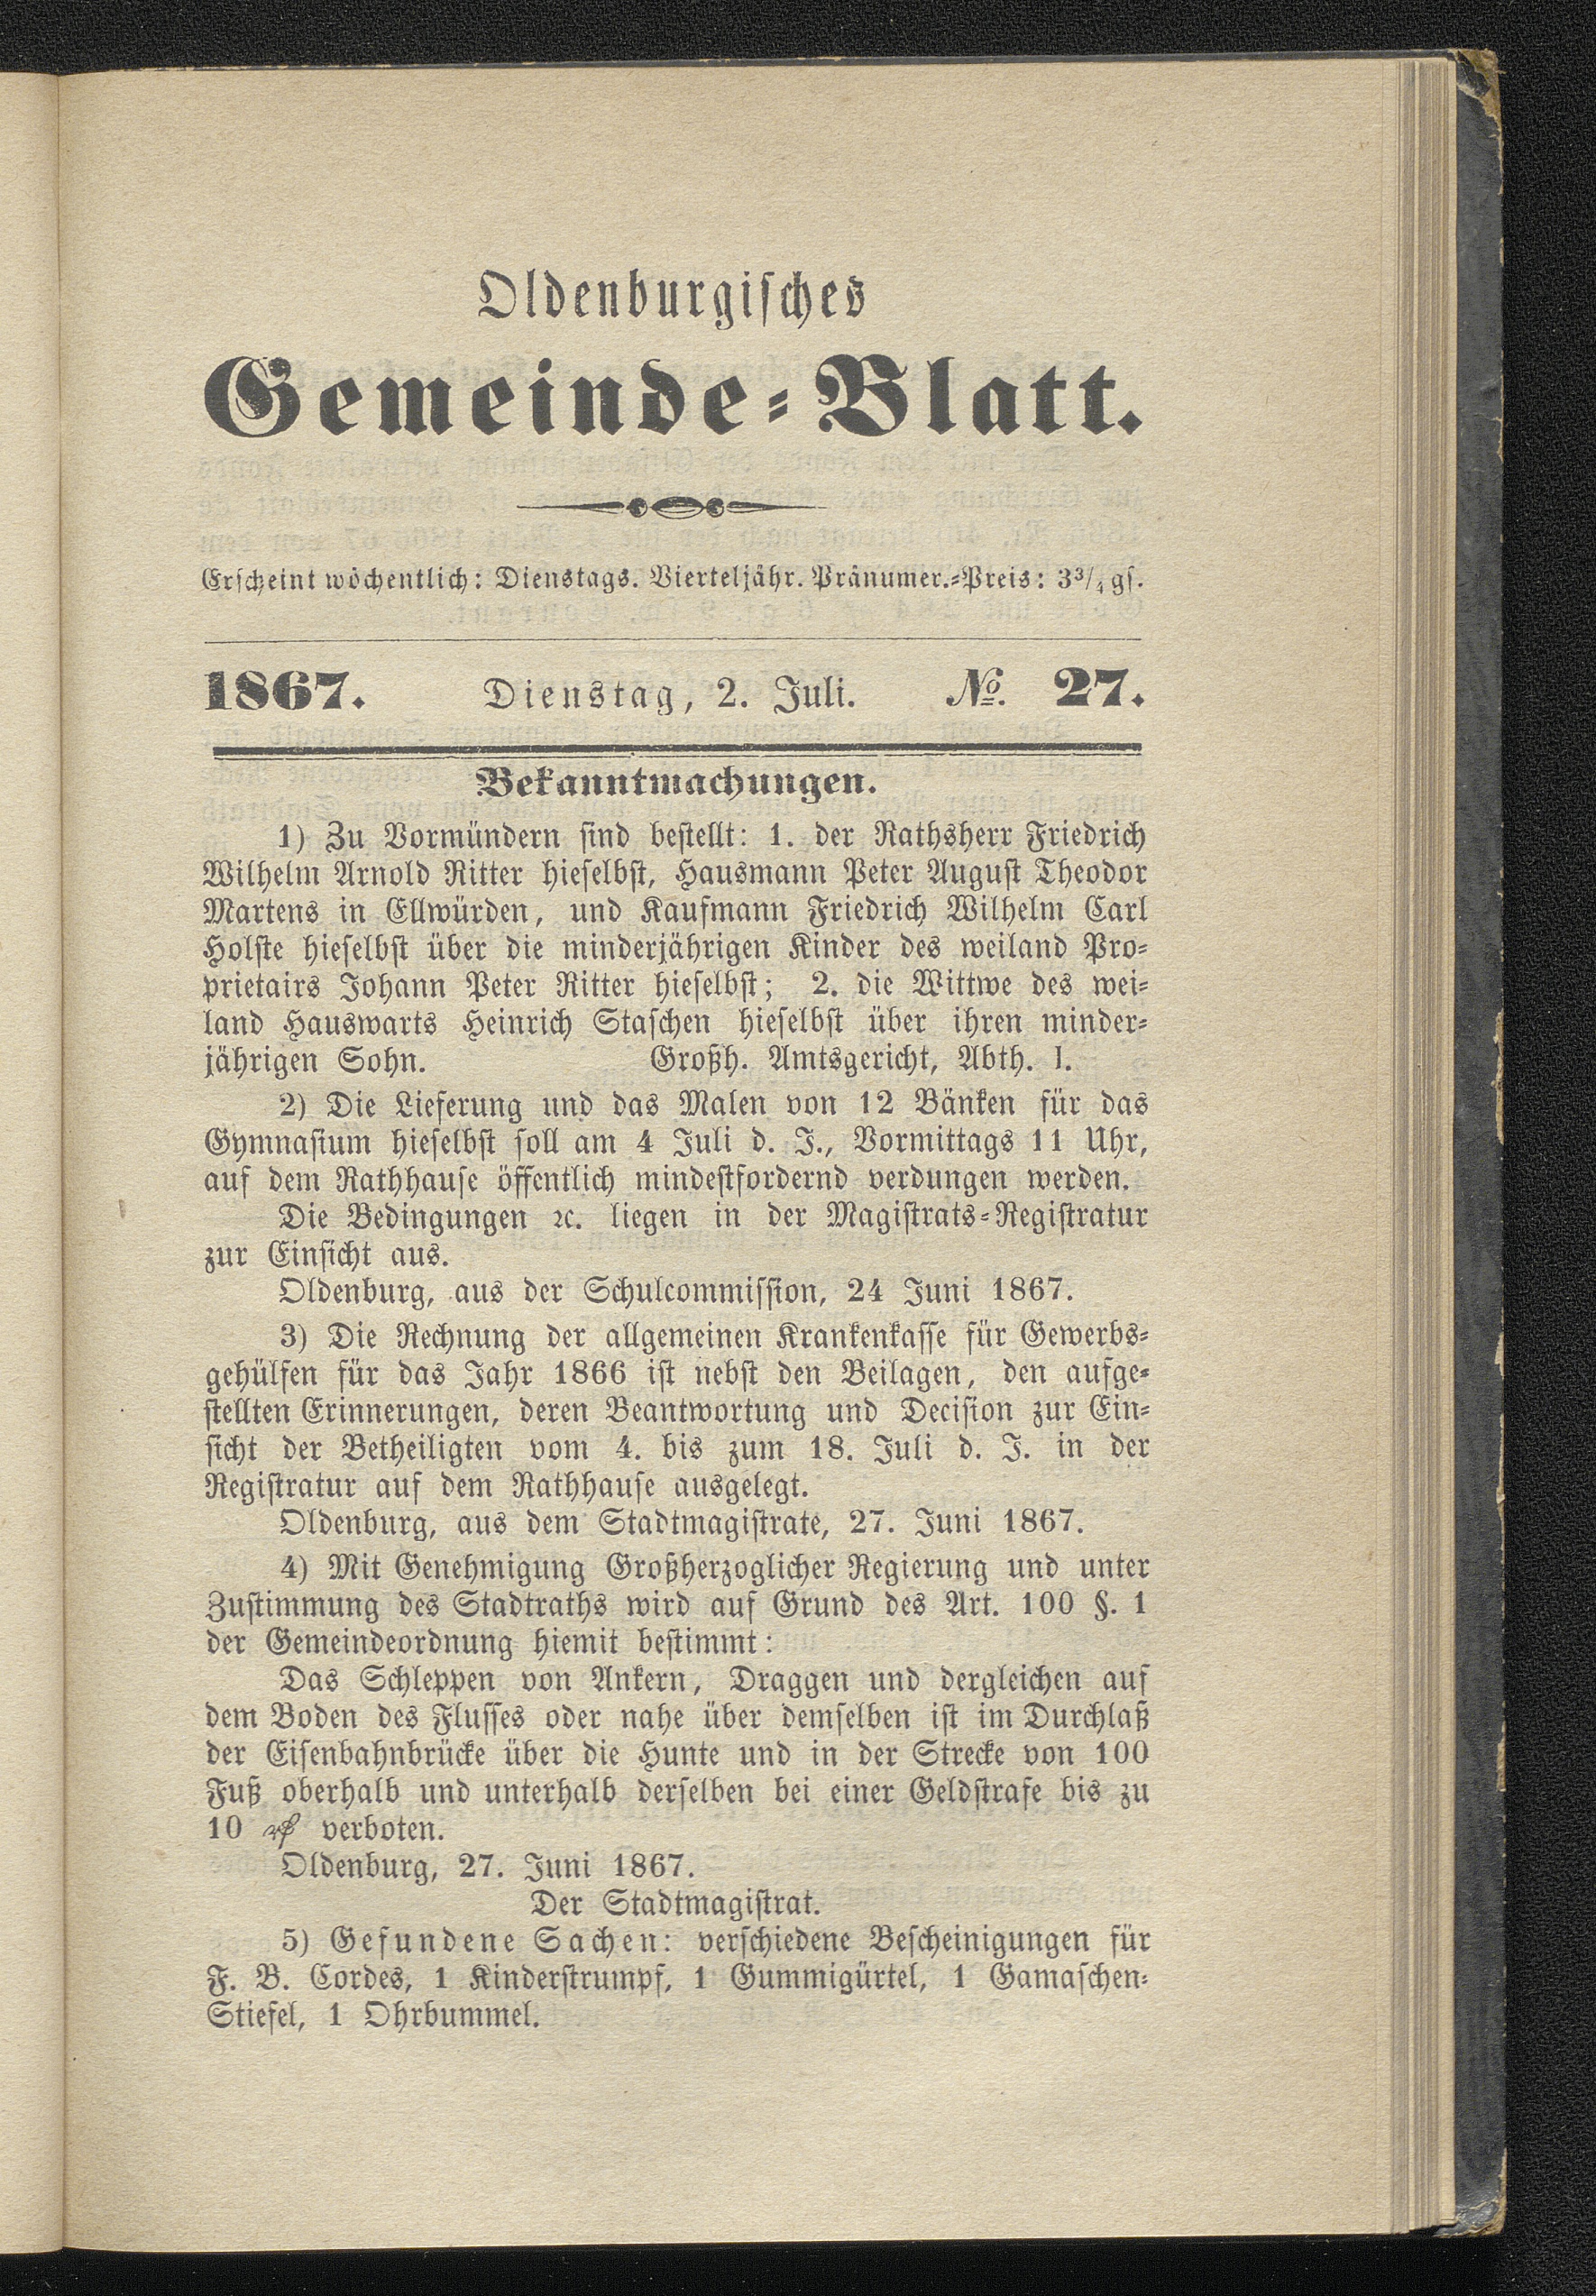 Oldenburgisches
Gemeinde-Blatt.
Erscheint wöchentlich: Dienstags. Vierteljähr. Pränumer.-Preis: 3¾ gs.
1867. Dienstag, 2. Juli. No. 27.
Bekanntmachungen.
1) Zu Vormündern sind bestellt: 1. der Rathsherr Friedrich
Wilhelm Arnold Ritter hieselbst, Hausmann Peter August Theodor
Martens in Ellwürden, und Kaufmann Friedrich Wilhelm Carl
Holste hieselbst über die minderjährigen Kinder des weiland Pro-
prietairs Johann Peter Ritter hieselbst; 2. die Wittwe des wei-
land Hauswarts Heinrich Staschen hieselbst über ihren minder-
jährigen Sohn. Großh. Amtsgericht, Abth. I.
2) Die Lieferung und das Malen von 12 Bänken für das
Gymnasium hieselbst soll am 4 Juli d. J., Vormittags 11 Uhr,
auf dem Rathhause öffentlich mindestfordernd verdungen werden.
Die Bedingungen ꝛc. liegen in der Magistrats-Registratur
zur Einsicht aus.
Oldenburg, aus der Schulcommission, 24 Juni 1867.
3) Die Rechnung der allgemeinen Krankenkasse für Gewerbs-
gehülfen für das Jahr 1866 ist nebst den Beilagen, den aufge-
stellten Erinnerungen, deren Beantwortung und Decision zur Ein-
sicht der Betheiligten vom 4. bis zum 18. Juli d. J. in der
Registratur auf dem Rathhause ausgelegt.
Oldenburg, aus dem Stadtmagistrate, 27. Juni 1867.
4) Mit Genehmigung Großherzoglicher Regierung und unter
Zustimmung des Stadtraths wird auf Grund des Art. 100 §. 1
der Gemeindeordnung hiemit bestimmt:
Das Schleppen von Ankern, Draggen und dergleichen auf
dem Boden des Flusses oder nahe über demselben ist im Durchlaß
der Eisenbahnbrücke über die Hunte und in der Strecke von 100
Fuß oberhalb und unterhalb derselben bei einer Geldstrafe bis zu
10 ₰ verboten.
Oldenburg, 27. Juni 1867.
Der Stadtmagistrat.
5) Gefundene Sachen: verschiedene Bescheinigungen für
F. B. Cordes, 1 Kinderstrumpf, 1 Gummigürtel, 1 Gamaschen-
Stiefel, 1 Ohrbummel.